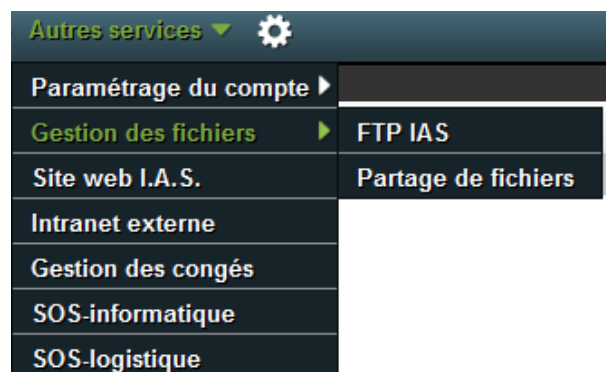 Autres services
Paramétrage du compte
Gestion des fichiers
FTP IAS
Site web I.A.S.
Partage de fichiers
Intranet externe
Gestion des congés
SOS-informatique
SOS-logistique